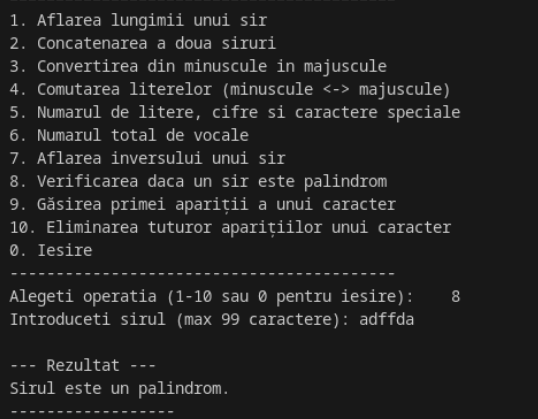 ------------------------------------------
1. Aflarea lungimii unui sir
2. Concatenarea a doua siruri
3. Convertirea din minuscule in majuscule
4. Comutarea literelor (minuscule <-> majuscule)
5. Numarul de litere, cifre si caractere speciale
6. Numarul total de vocale
7. Aflarea inversului unui sir
8. Verificarea daca un sir este palindrom
9. Găsirea primei apariții a unui caracter
10. Eliminarea tuturor aparițiilor unui caracter
0. Iesire
------------------------------------------
Alegeti operatia (1-10 sau 0 pentru iesire):    8
Introduceti sirul (max 99 caractere): adffda
--- Rezultat ---
Sirul este un palindrom.
------------------